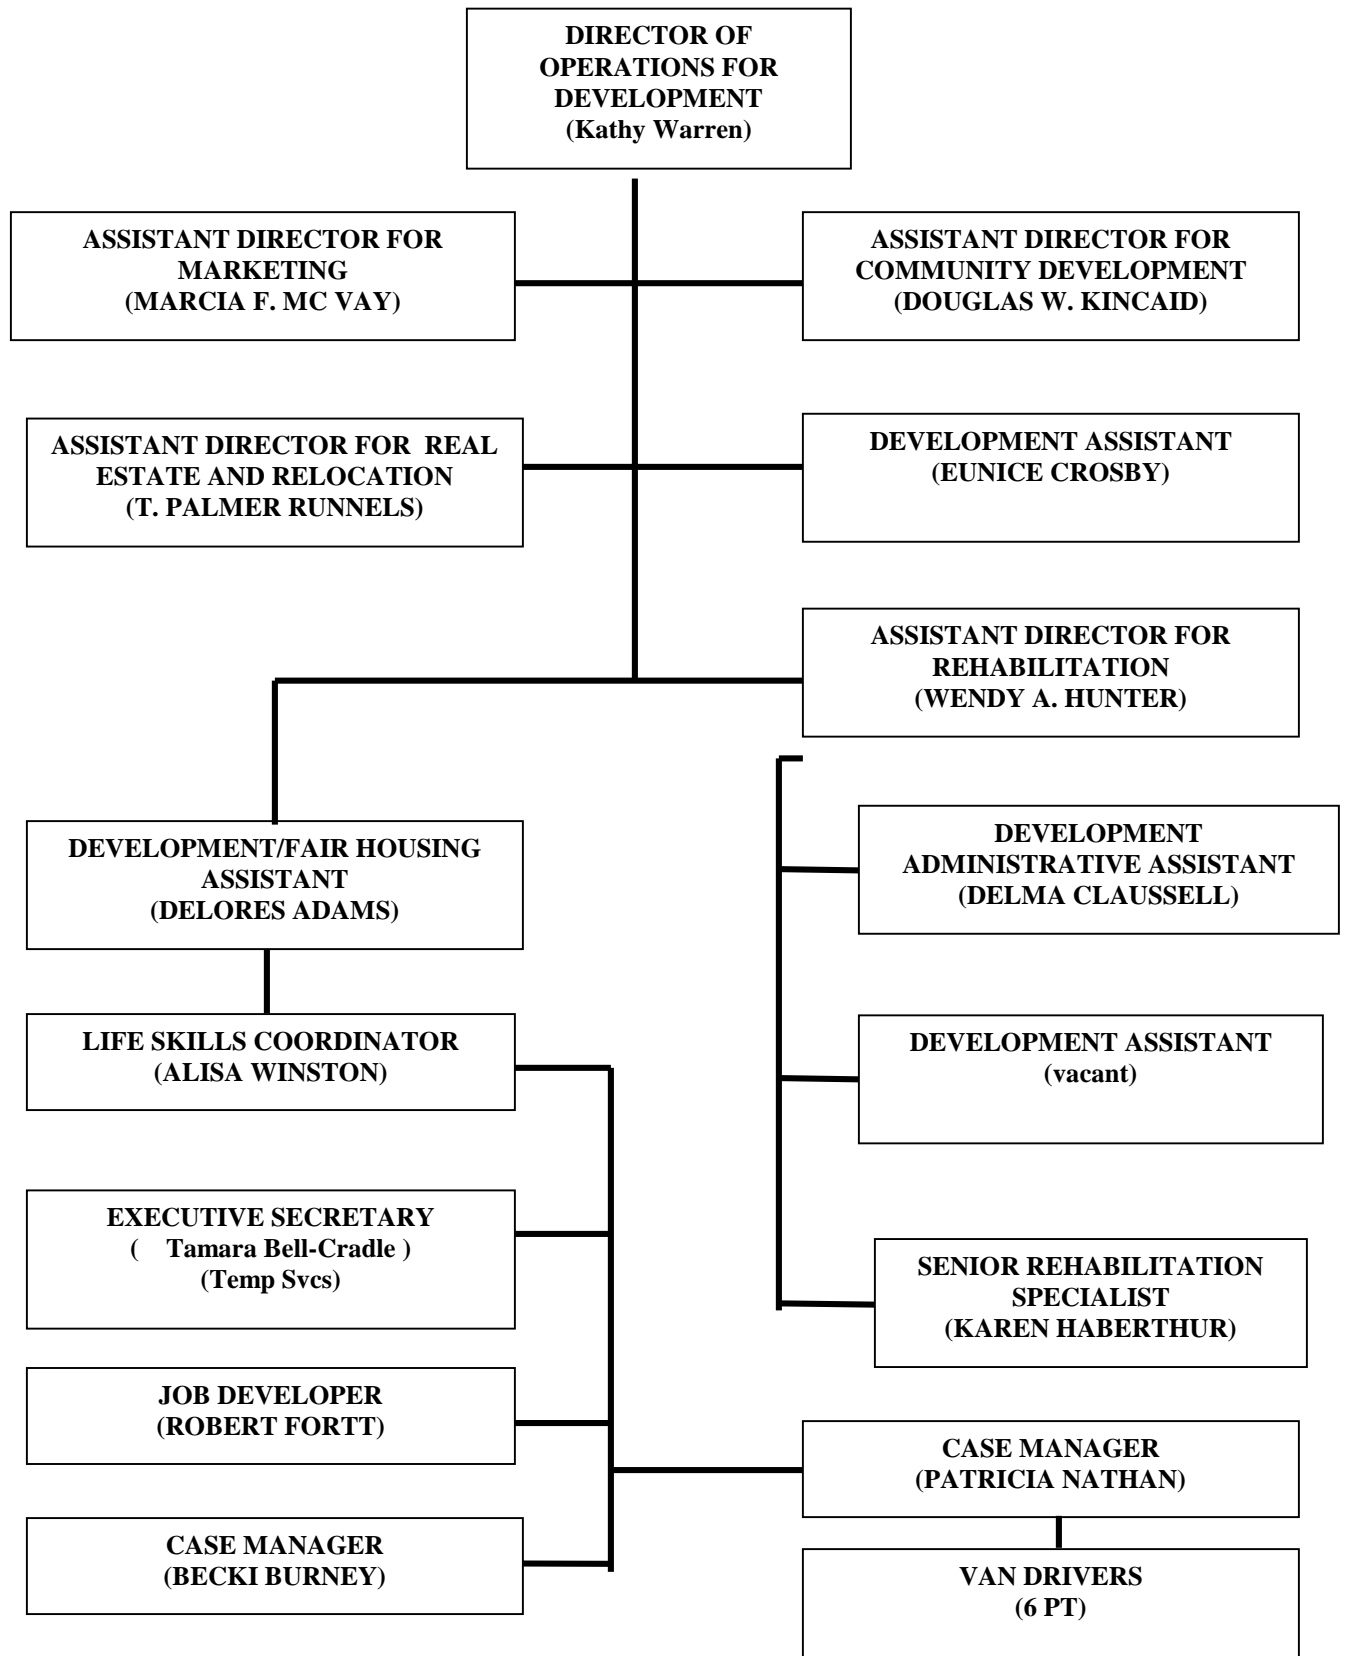 DIRECTOR OF
OPERATIONS FOR
DEVELOPMENT
(Kathy Warren)
ASSISTANT DIRECTOR FOR
MARKETING
(MARCIA F. MC VAY)
ASSISTANT DIRECTOR FOR
COMMUNITY DEVELOPMENT
(DOUGLAS W. KINCAID)
ASSISTANT DIRECTOR FOR REAL
ESTATE AND RELOCATION
(T. PALMER RUNNELS)
DEVELOPMENT ASSISTANT
(EUNICE CROSBY)
ASSISTANT DIRECTOR FOR
REHABILITATION
(WENDY A. HUNTER)
DEVELOPMENT/FAIR HOUSING
ASSISTANT
(DELORES ADAMS)
DEVELOPMENT
ADMINISTRATIVE ASSISTANT
(DELMA CLAUSSELL)
LIFE SKILLS COORDINATOR
(ALISA WINSTON)
DEVELOPMENT ASSISTANT
(vacant)
EXECUTIVE SECRETARY
( Tamara Bell-Cradle )
(Temp Svcs)
SENIOR REHABILITATION
SPECIALIST
(KAREN HABERTHUR)
JOB DEVELOPER
(ROBERT FORTT)
CASE MANAGER
(PATRICIA NATHAN)
CASE MANAGER
(BECKI BURNEY)
VAN DRIVERS
(6 PT)